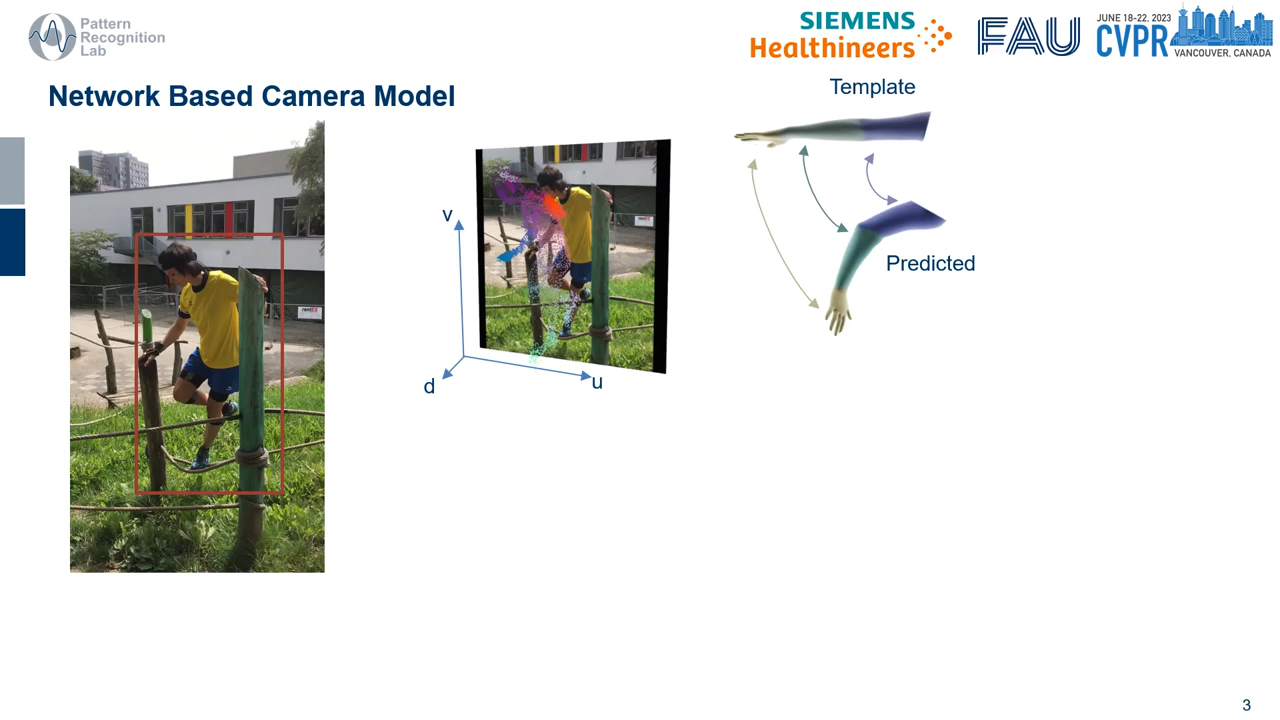 Pattern
Recognition
Lab
SIEMENS
Healthineers
FAU
JUNE 18-22, 2023
CVPR
VANCOUVER, CANADA
Network Based Camera Model
Template
v
d
u
Predicted
3